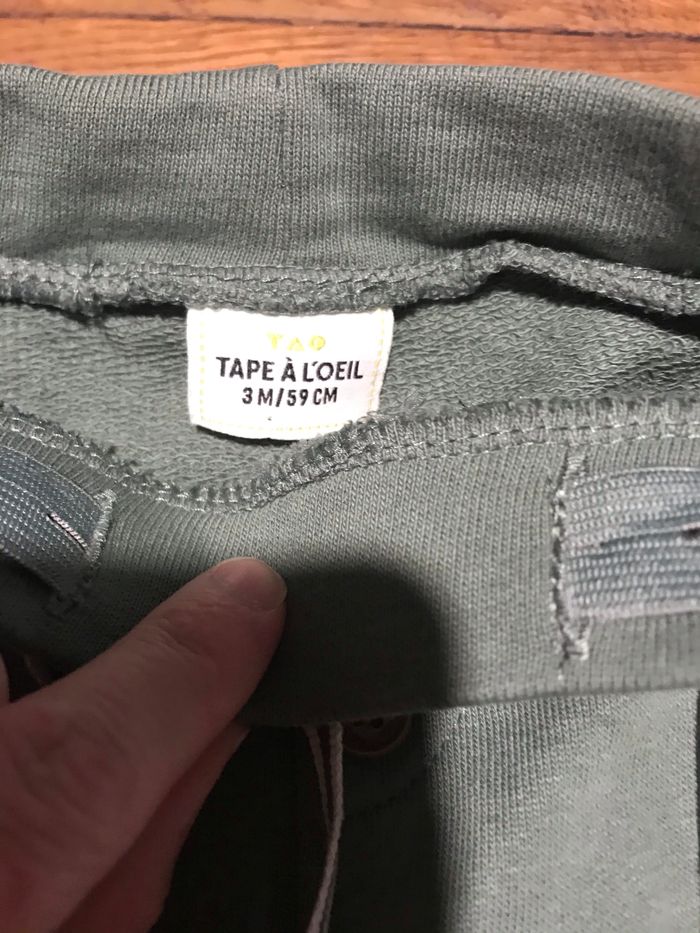 TAO
TAPE À L'OEIL
3 M/59 CM